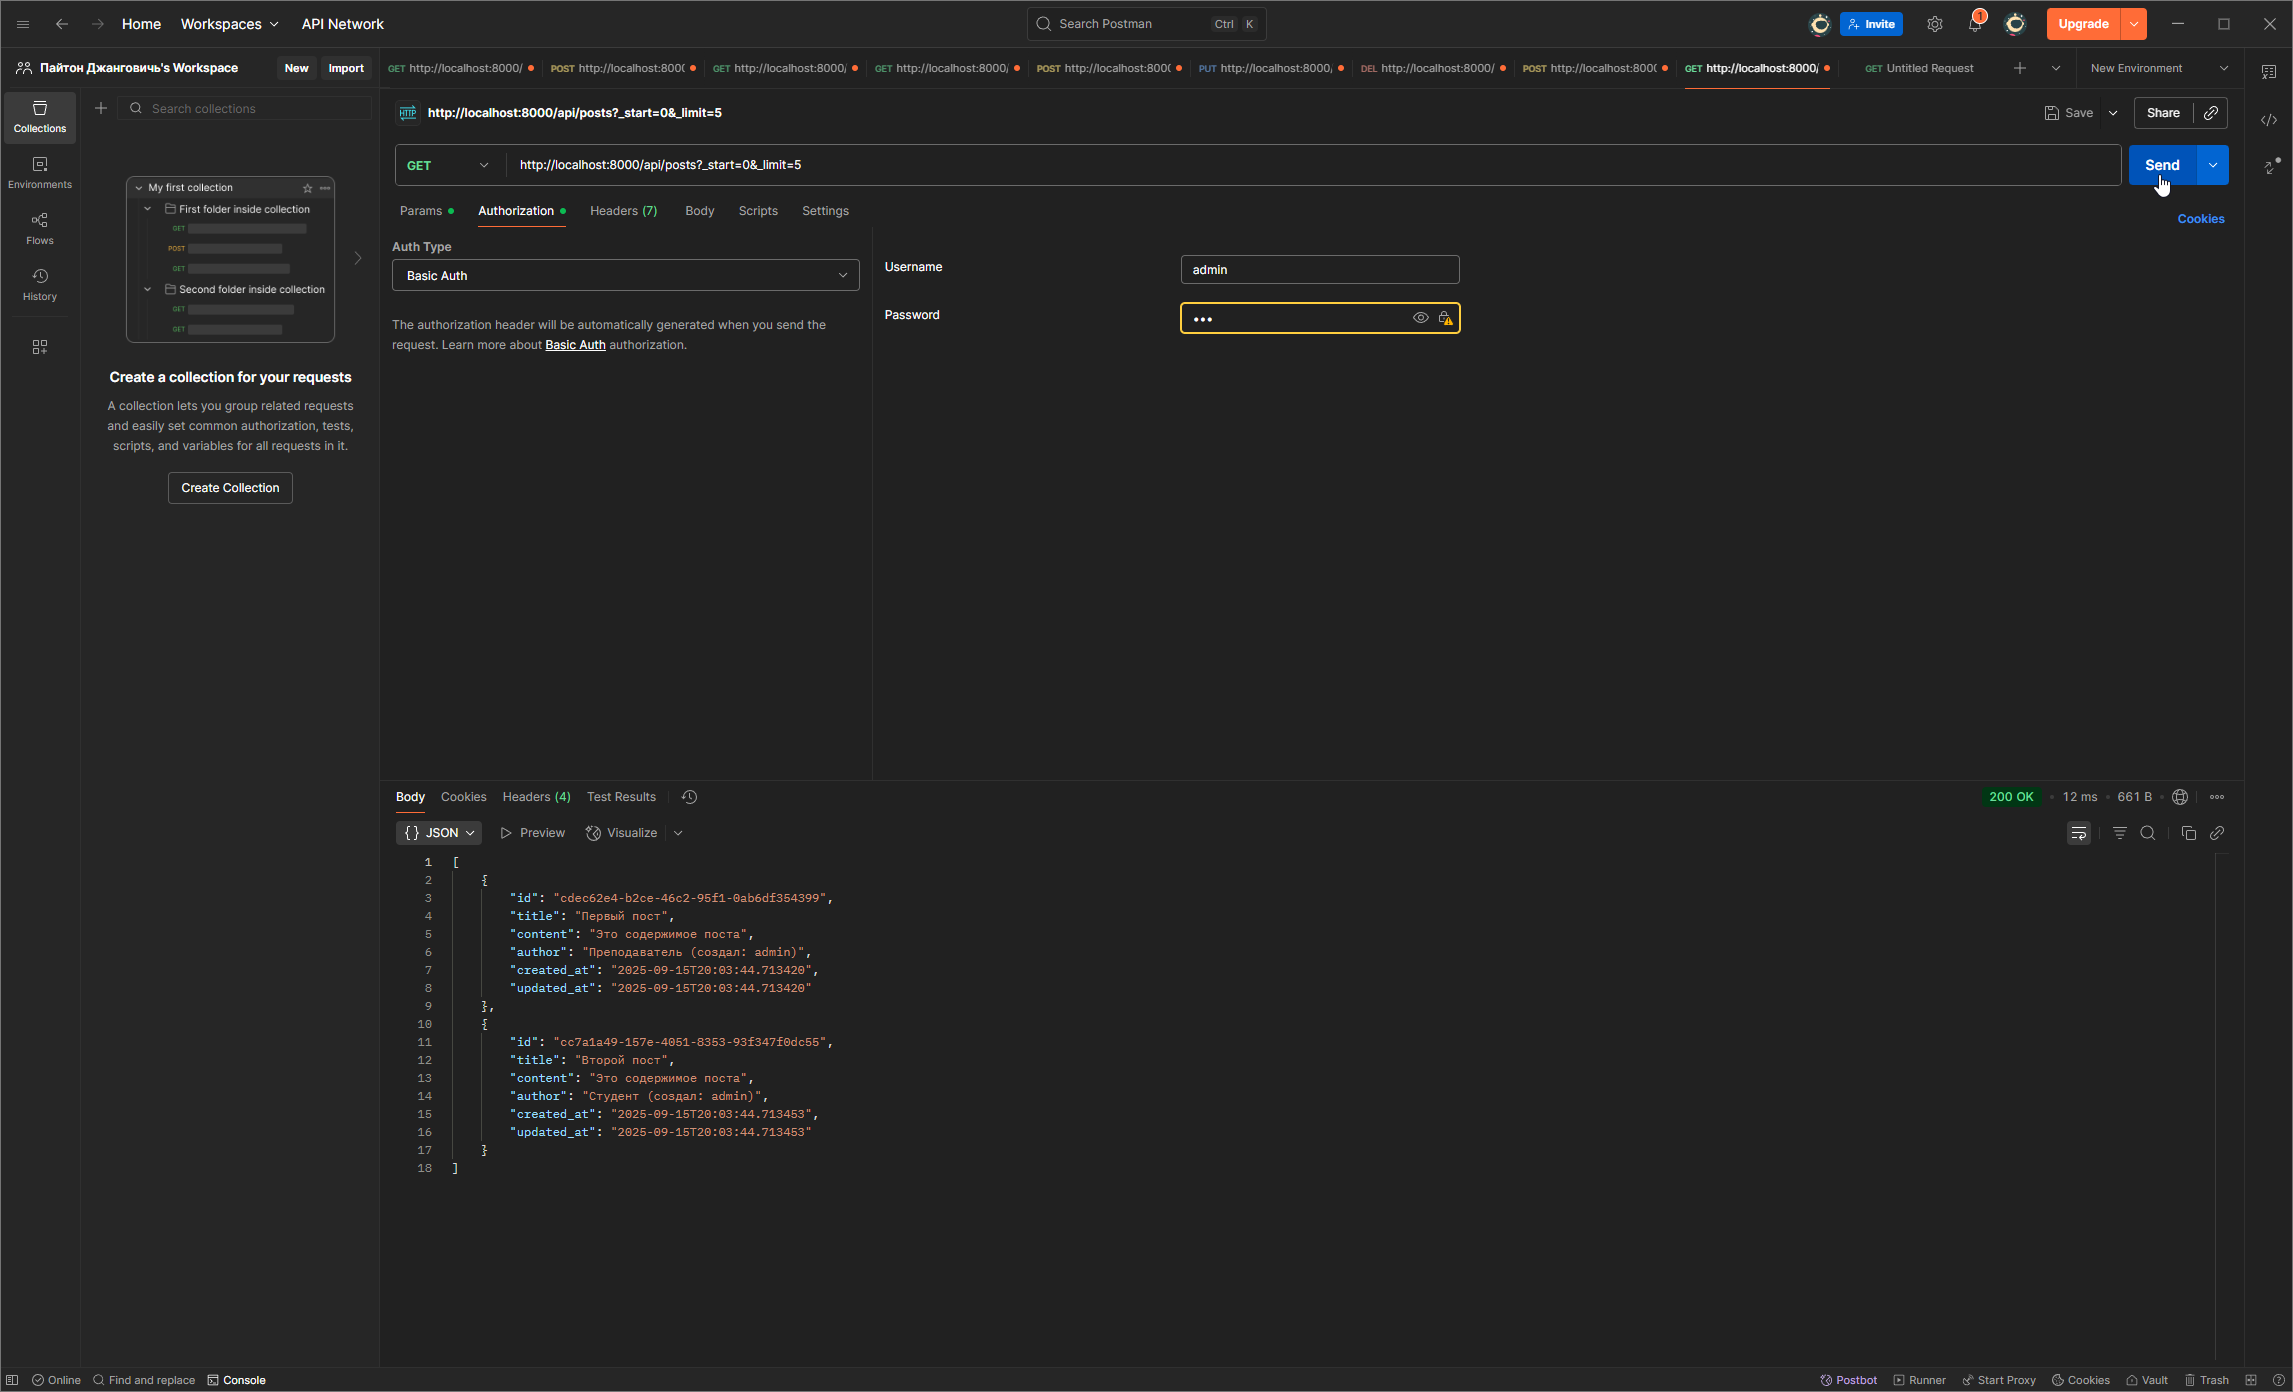 Home Workspaces API Network
Search Postman Ctrl K
Invite 1 Upgrade
Пайтон Джанговичь's Workspace New Import
GET http://localhost:8000/ POST http://localhost:800( GET http://localhost:8000/ GET http://localhost:8000/ POST http://localhost:800( PUT http://localhost:8000, DEL http://localhost:8000/ POST http://localhost:800( GET http://localhost:8000/ GET Untitled Request
New Environment
Collections
Environments
Flows
History
Search collections
My first collection
First folder inside collection
GET
POST
GET
Second folder inside collection
GET
GET
Create a collection for your requests
A collection lets you group related requests
and easily set common authorization, tests,
scripts, and variables for all requests in it.
Create Collection
HTTP http://localhost:8000/api/posts?_start=0&_limit=5
Save Share
GET http://localhost:8000/api/posts?_start=0&_limit=5
Send
Params Authorization Headers (7) Body Scripts Settings
Cookies
Auth Type
Basic Auth
The authorization header will be automatically generated when you send the
request. Learn more about Basic Auth authorization.
Username admin
Password •••
Body Cookies Headers (4) Test Results
200 OK • 12 ms • 661 B
{} JSON Preview Visualize
1 [
2 {
3 "id": "cdec62e4-b2ce-46c2-95f1-0ab6df354399",
4 "title": "Первый пост",
5 "content": "Это содержимое поста",
6 "author": "Преподаватель (создал: admin)",
7 "created_at": "2025-09-15T20:03:44.713420",
8 "updated_at": "2025-09-15T20:03:44.713420"
9 },
10 {
11 "id": "cc7a1a49-157e-4051-8353-93f347f0dc55",
12 "title": "Второй пост",
13 "content": "Это содержимое поста",
14 "author": "Студент (создал: admin)",
15 "created_at": "2025-09-15T20:03:44.713453",
16 "updated_at": "2025-09-15T20:03:44.713453"
17 }
18 ]
Online Find and replace Console
Postbot Runner Start Proxy Cookies Vault Trash